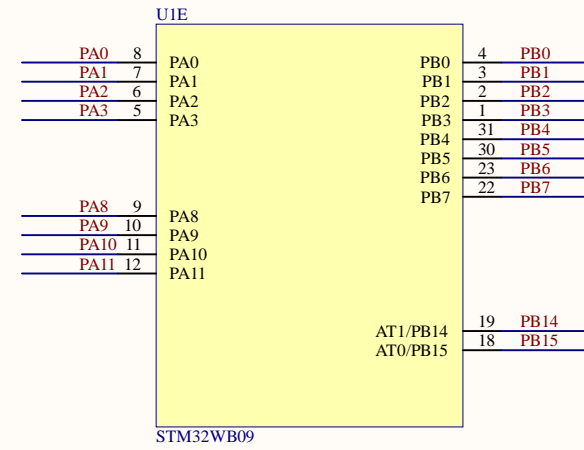 U1E
PA0 8 PA0 PB0 4 PB0
PA1 7 PA1 PB1 3 PB1
PA2 6 PA2 PB2 2 PB2
PA3 5 PA3 PB3 1 PB3
PB4 31 PB4
PB5 30 PB5
PB6 23 PB6
PB7 22 PB7
PA8 9 PA8
PA9 10 PA9
PA10 11 PA10
PA11 12 PA11
AT1/PB14 19 PB14
AT0/PB15 18 PB15
STM32WB09